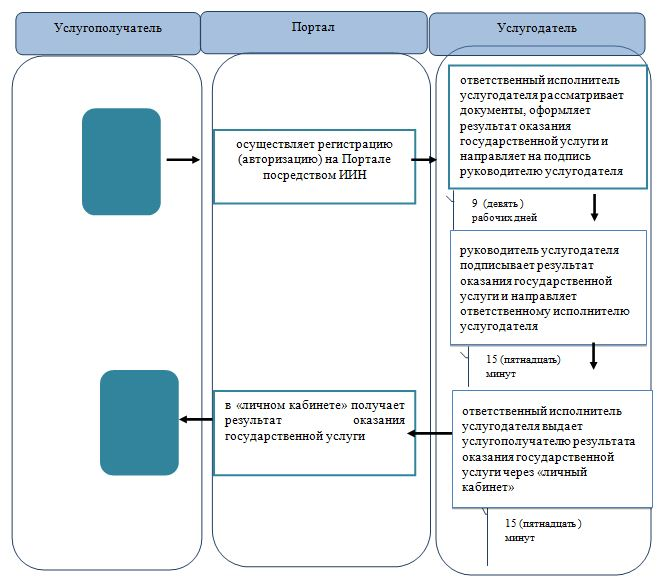 Услугополучатель
Портал
Услугодатель
осуществляет регистрацию
(авторизацию) на Портале
посредством ИИН
ответственный исполнитель
услугодателя рассматривает
документы, оформляет
результат оказания
государственной услуги и
направляет на подпись
руководителю услугодателя
9 (девять )
рабочих дней
руководитель услугодателя
подписывает результат
оказания государственной
услуги и направляет
ответственному исполнителю
услугодателя
15 (пятнадцать)
минут
ответственный исполнитель
услугодателя выдает
услугополучателю результата
оказания государственной
услуги через «личный
кабинет»
15 (пятнадцать )
минут
в «личном кабинете» получает
результат оказания
государственной услуги